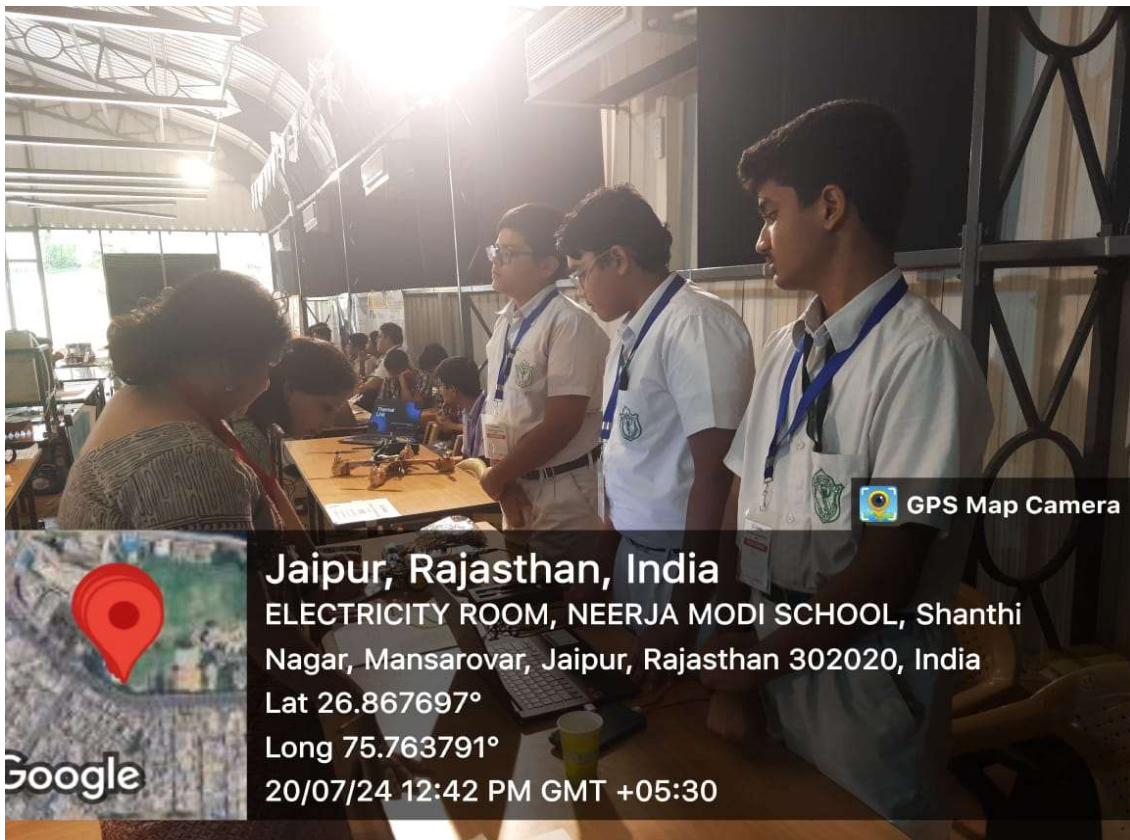 GPS Map Camera
Jaipur, Rajasthan, India
ELECTRICITY ROOM, NEERJA MODI SCHOOL, Shanthi
Nagar, Mansarovar, Jaipur, Rajasthan 302020, India
Lat 26.867697°
Long 75.763791°
20/07/24 12:42 PM GMT +05:30
Google